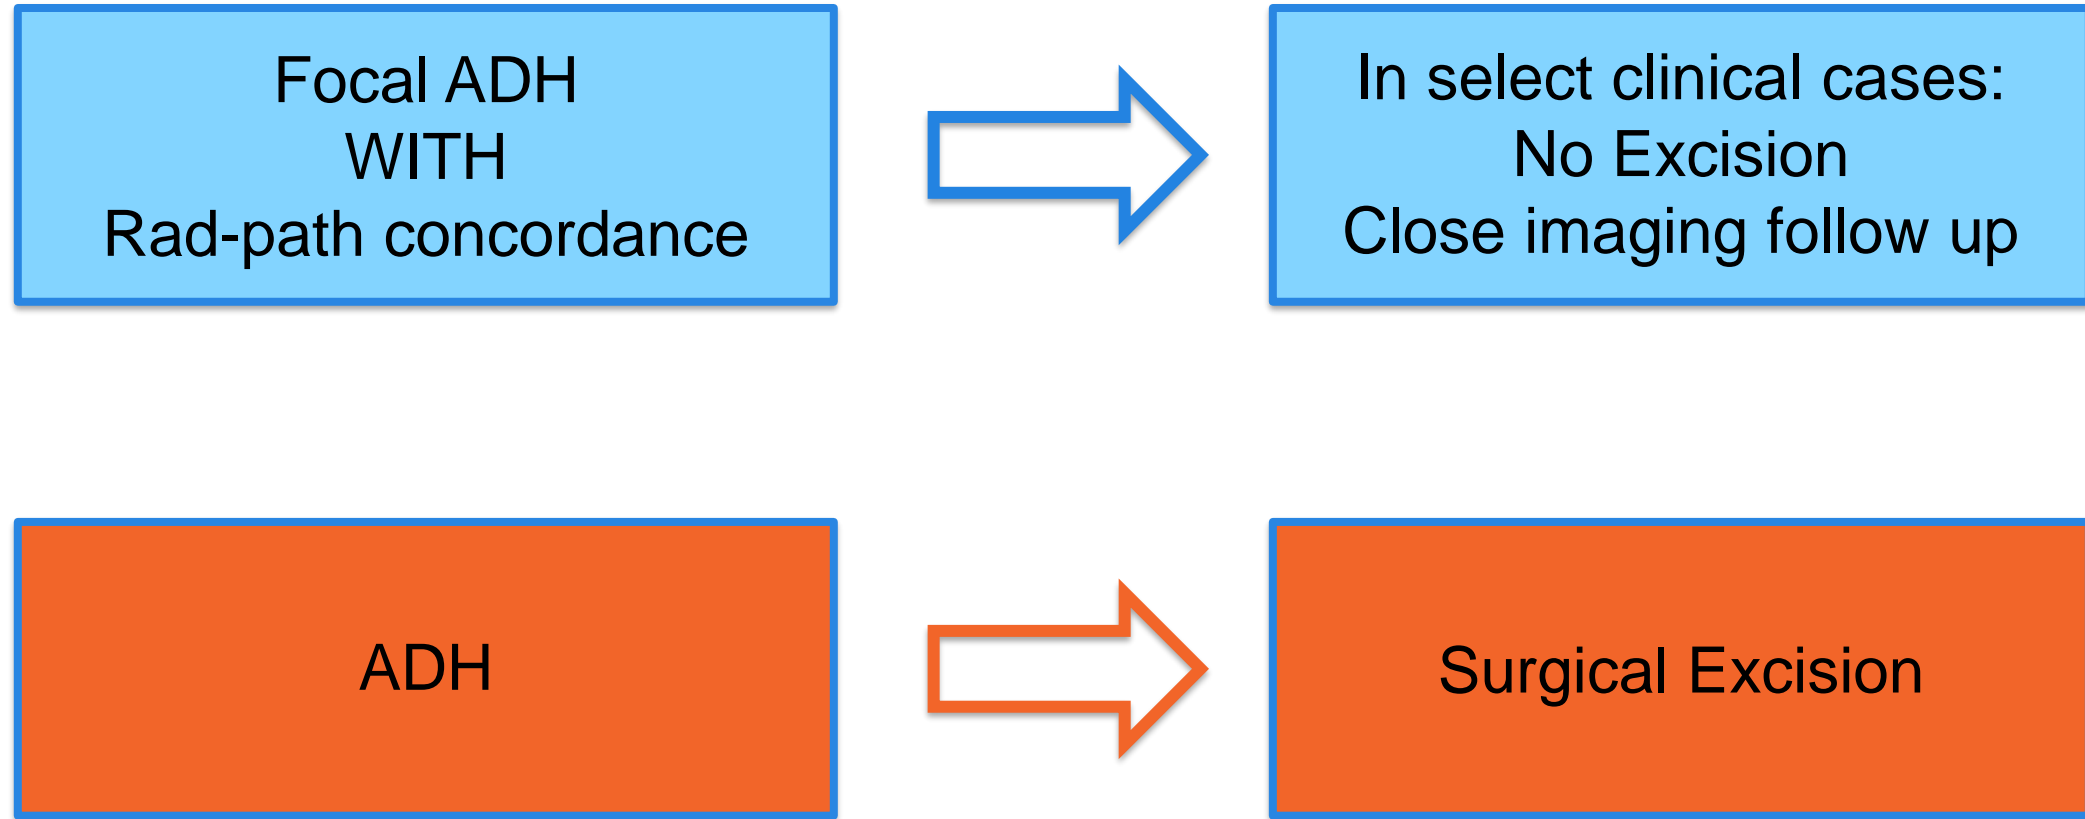 Focal ADH
WITH
Rad-path concordance
In select clinical cases:
No Excision
Close imaging follow up
ADH
Surgical Excision